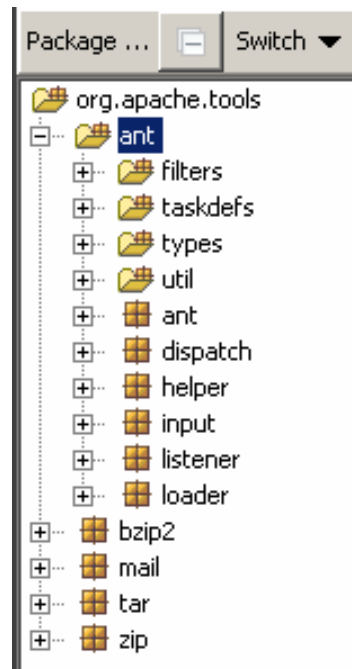 Package ... Switch
org.apache.tools
ant
filters
taskdefs
types
util
ant
dispatch
helper
input
listener
loader
bzip2
mail
tar
zip